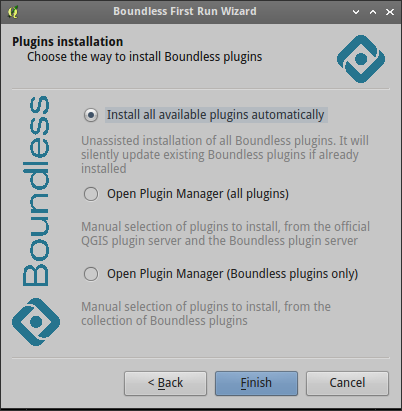 Boundless First Run Wizard
Plugins installation
Choose the way to install Boundless plugins
Boundless
Install all available plugins automatically
Unassisted installation of all Boundless plugins. It will
silently update existing Boundless plugins if already
installed
Open Plugin Manager (all plugins)
Manual selection of plugins to install, from the official
QGIS plugin server and the Boundless plugin server
Open Plugin Manager (Boundless plugins only)
Manual selection of plugins to install, from the
collection of Boundless plugins
< Back
Finish
Cancel